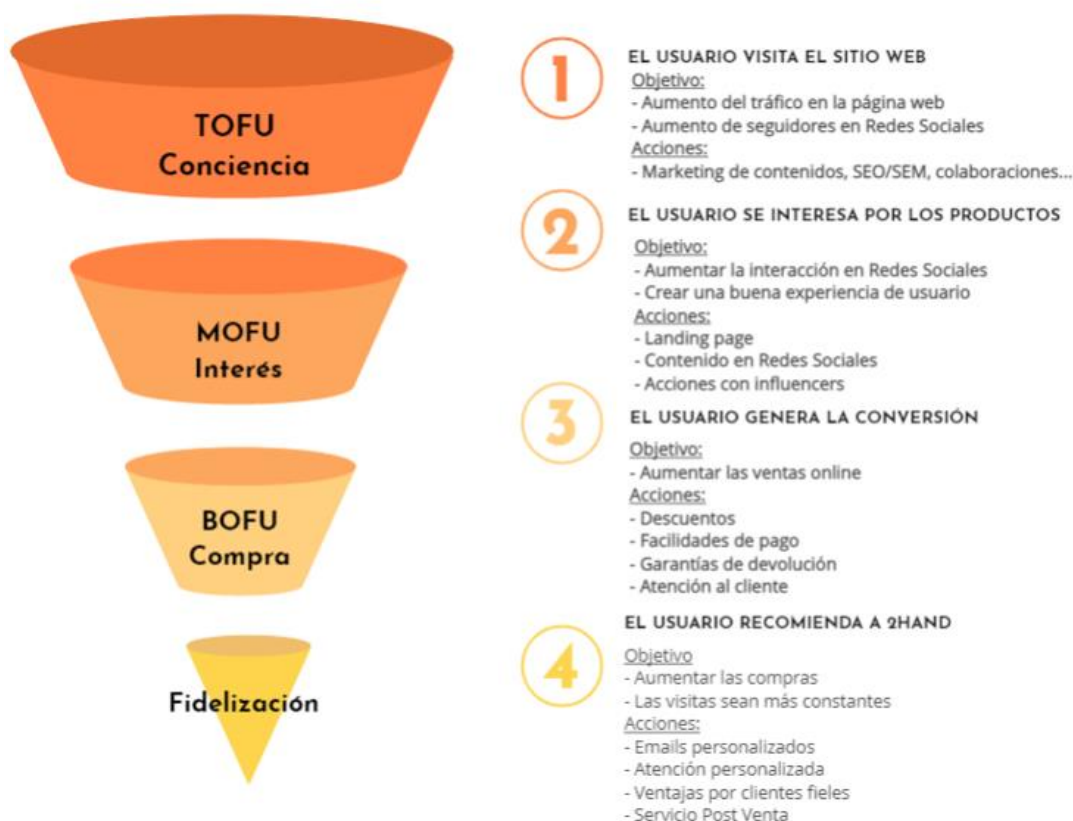 TOFU
Conciencia
1
EL USUARIO VISITA EL SITIO WEB
Objetivo:
- Aumento del tráfico en la página web
- Aumento de seguidores en Redes Sociales
Acciones:
- Marketing de contenidos, SEO/SEM, colaboraciones...
MOFU
Interés
2
EL USUARIO SE INTERESA POR LOS PRODUCTOS
Objetivo:
- Aumentar la interacción en Redes Sociales
- Crear una buena experiencia de usuario
Acciones:
- Landing page
- Contenido en Redes Sociales
- Acciones con influencers
BOFU
Compra
3
EL USUARIO GENERA LA CONVERSIÓN
Objetivo:
- Aumentar las ventas online
Acciones:
- Descuentos
- Facilidades de pago
- Garantías de devolución
- Atención al cliente
Fidelización
4
EL USUARIO RECOMIENDA A 2HAND
Objetivo
- Aumentar las compras
- Las visitas sean más constantes
Acciones:
- Emails personalizados
- Atención personalizada
- Ventajas por clientes fieles
- Servicio Post Venta